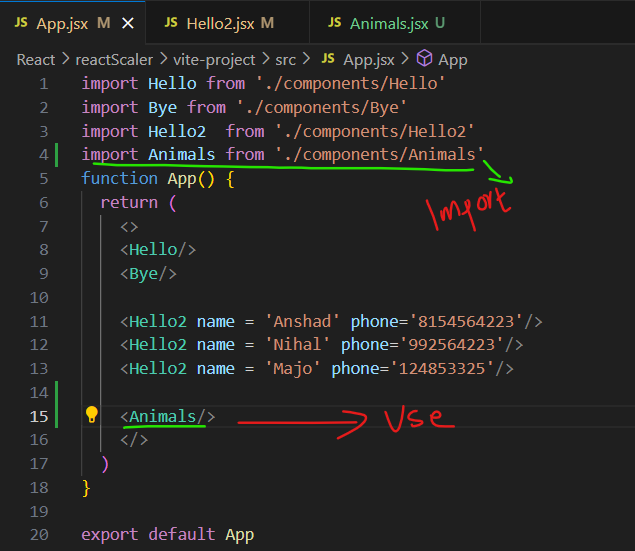 JS App.jsx M × JS Hello2.jsx M JS Animals.jsx U
React > reactScaler > vite-project > src > JS App.jsx > App
1 import Hello from './components/Hello'
2 import Bye from './components/Bye'
3 import Hello2  from './components/Hello2'
4 import Animals from './components/Animals'
5 function App() {
Import
6   return (
7     <>
8     <Hello/>
9     <Bye/>
10
11     <Hello2 name = 'Anshad' phone='8154564223'/>
12     <Hello2 name = 'Nihal' phone='992564223'/>
13     <Hello2 name = 'Majo' phone='124853325'/>
14
15     <Animals/> Use
16     </>
17   )
18 }
19
20 export default App